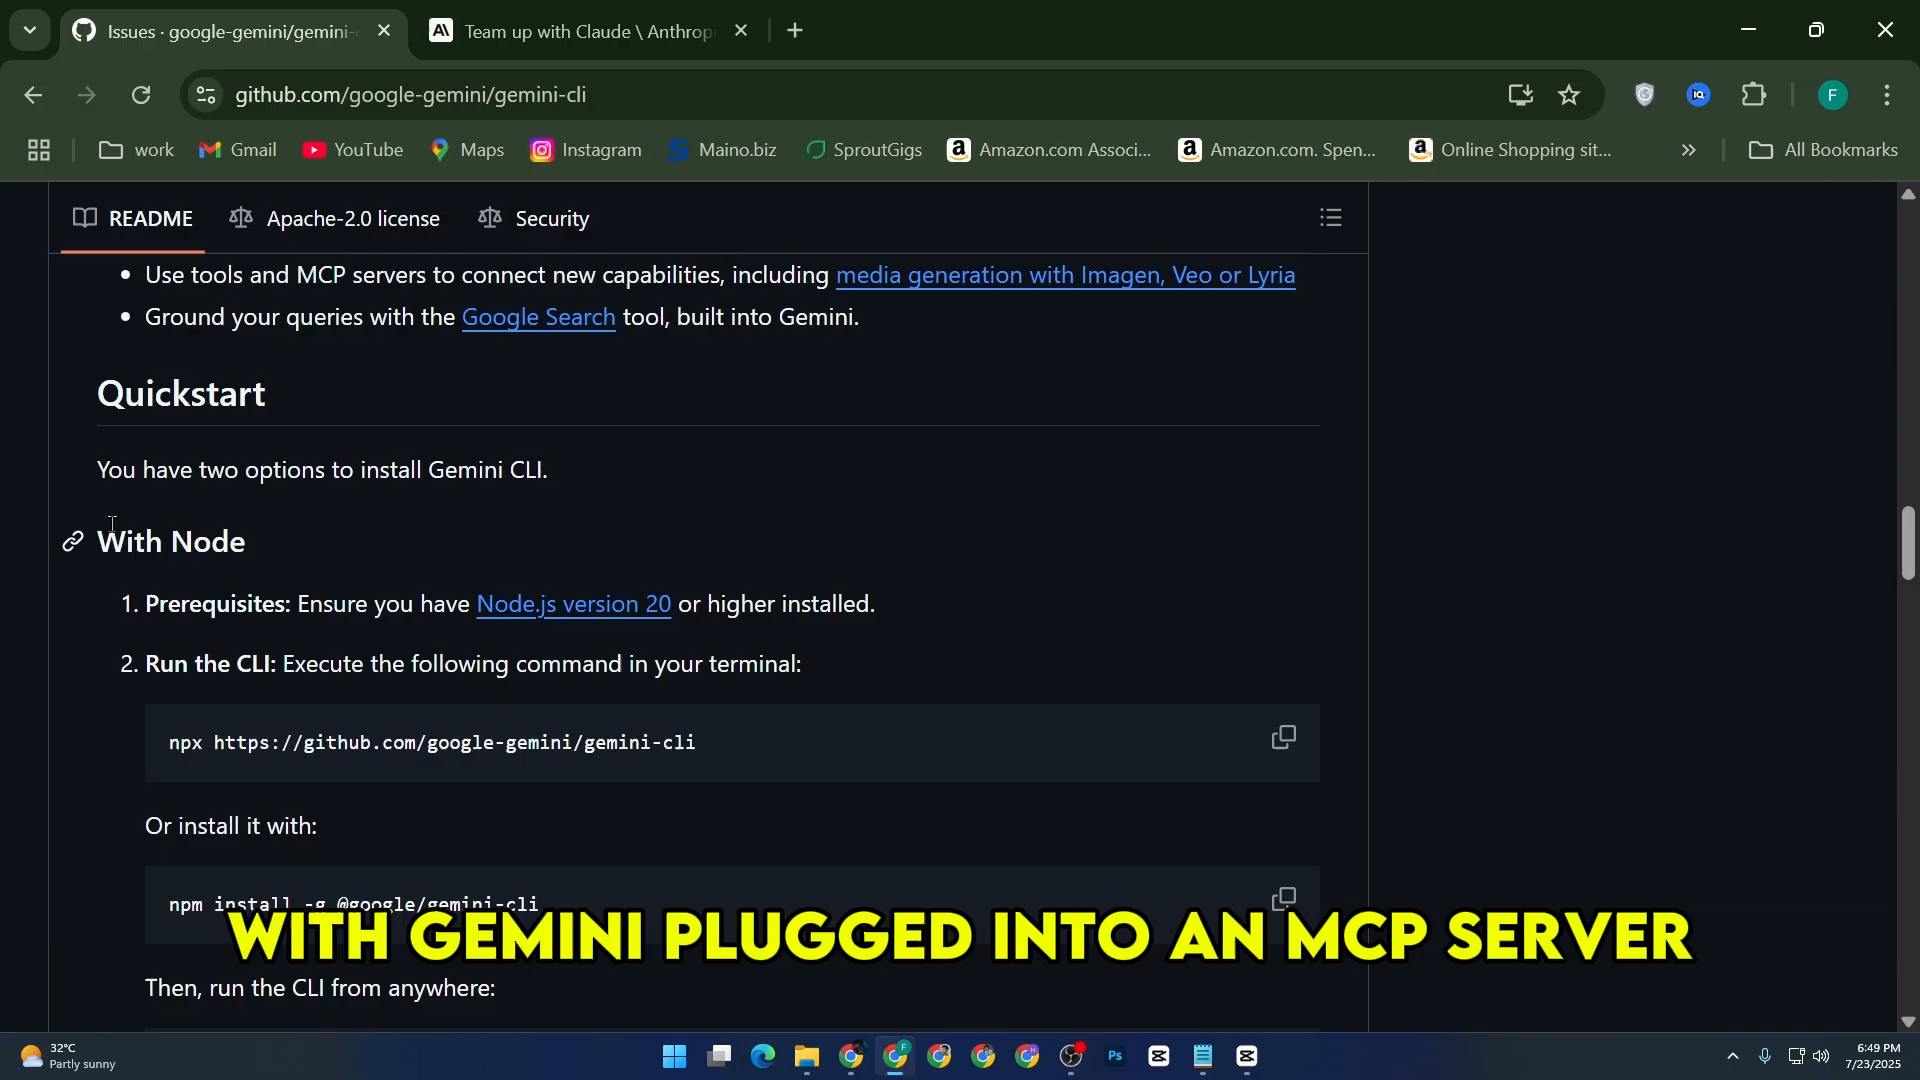 Issues · google-gemini/gemini-
Team up with Claude \ Anthrop
github.com/google-gemini/gemini-cli
F
work
Gmail
YouTube
Maps
Instagram
Maino.biz
SproutGigs
Amazon.com Associ...
Amazon.com. Spen...
Online Shopping sit...
All Bookmarks
README
Apache-2.0 license
Security
• Use tools and MCP servers to connect new capabilities, including media generation with Imagen, Veo or Lyria
• Ground your queries with the Google Search tool, built into Gemini.
Quickstart
You have two options to install Gemini CLI.
With Node
1. Prerequisites: Ensure you have Node.js version 20 or higher installed.
2. Run the CLI: Execute the following command in your terminal:
npx https://github.com/google-gemini/gemini-cli
Or install it with:
npm install -g @google/gemini-cli
WITH GEMINI PLUGGED INTO AN MCP SERVER
Then, run the CLI from anywhere:
32°C
Partly sunny
Ps
6:49 PM
7/23/2025